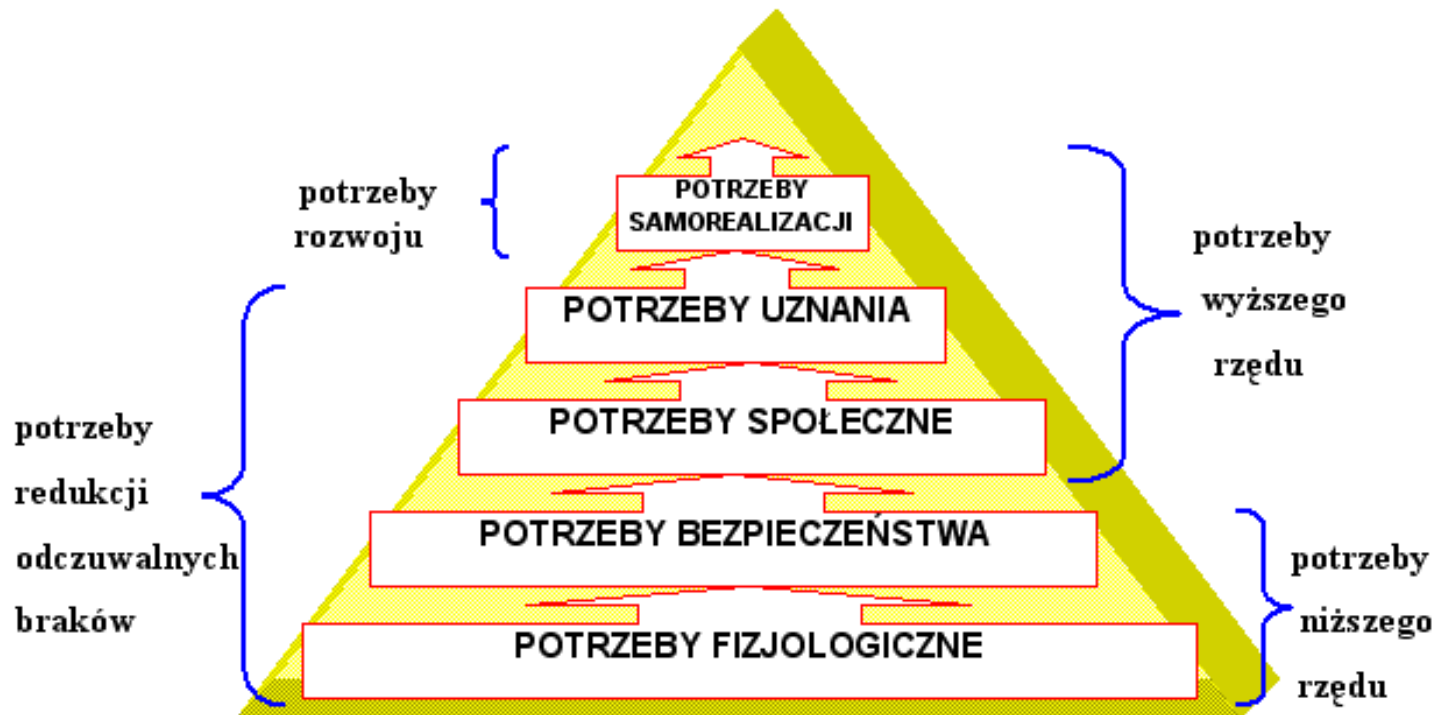 potrzeby
rozwoju
potrzeby
redukcji
odczuwalnych
braków
POTRZEBY
SAMOREALIZACJI
POTRZEBY UZNANIA
POTRZEBY SPOŁECZNE
POTRZEBY BEZPIECZEŃSTWA
POTRZEBY FIZJOLOGICZNE
potrzeby
wyższego
rzędu
potrzeby
niższego
rzędu